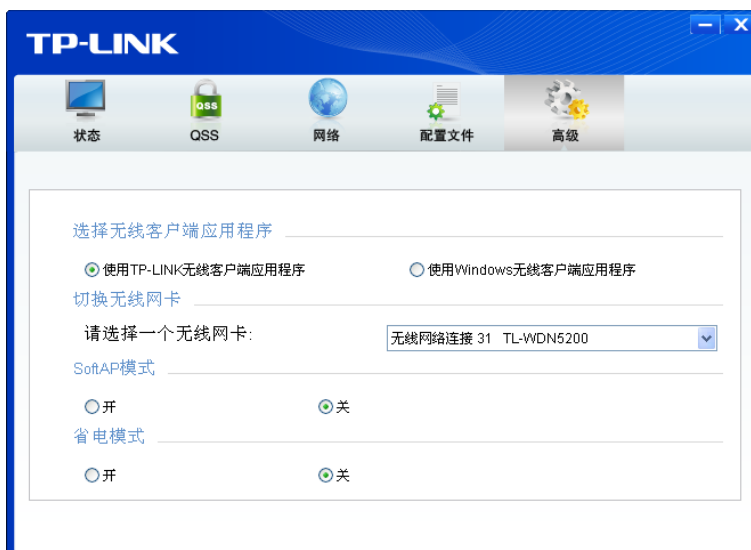 TP-LINK
QSS
状态 QSS 网络 配置文件 高级
选择无线客户端应用程序
使用TP-LINK无线客户端应用程序 使用Windows无线客户端应用程序
切换无线网卡
请选择一个无线网卡: 无线网络连接 31 TL-WDN5200
SoftAP模式
开 关
省电模式
开 关